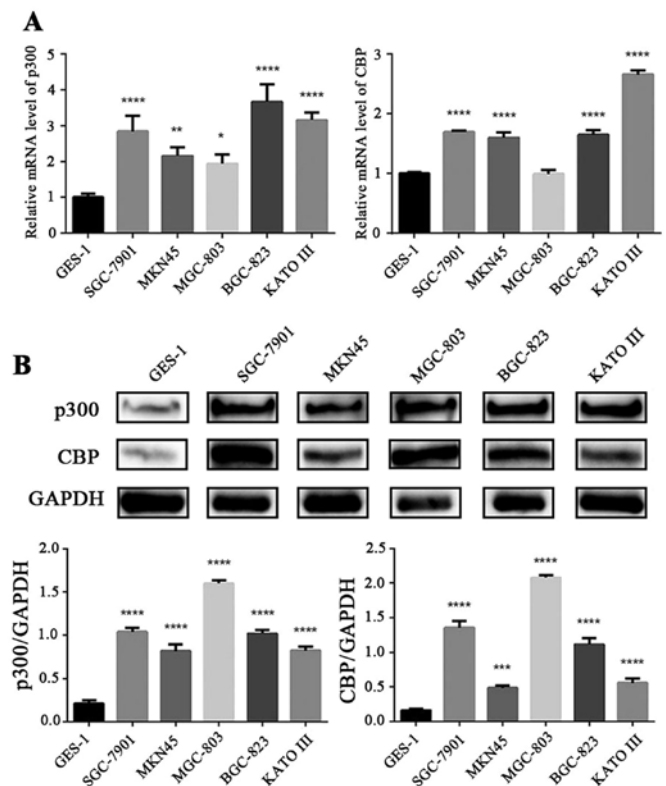 A
Relative mRNA level of p300
5
4
3
2
1
0
****
**
*
****
****
GES-1
SGC-7901
MKN45
MGC-803
BGC-823
KATO III
Relative mRNA level of CBP
3
2
1
0
****
****
****
****
GES-1
SGC-7901
MKN45
MGC-803
BGC-823
KATO III
B
GES-1
SGC-7901
MKN45
MGC-803
BGC-823
KATO III
p300
CBP
GAPDH
p300/GAPDH
2.0
1.5
1.0
0.5
0.0
****
****
****
****
****
GES-1
SGC-7901
MKN45
MGC-803
BGC-823
KATO III
CBP/GAPDH
2.5
2.0
1.5
1.0
0.5
0.0
****
***
****
****
****
GES-1
SGC-7901
MKN45
MGC-803
BGC-823
KATO III